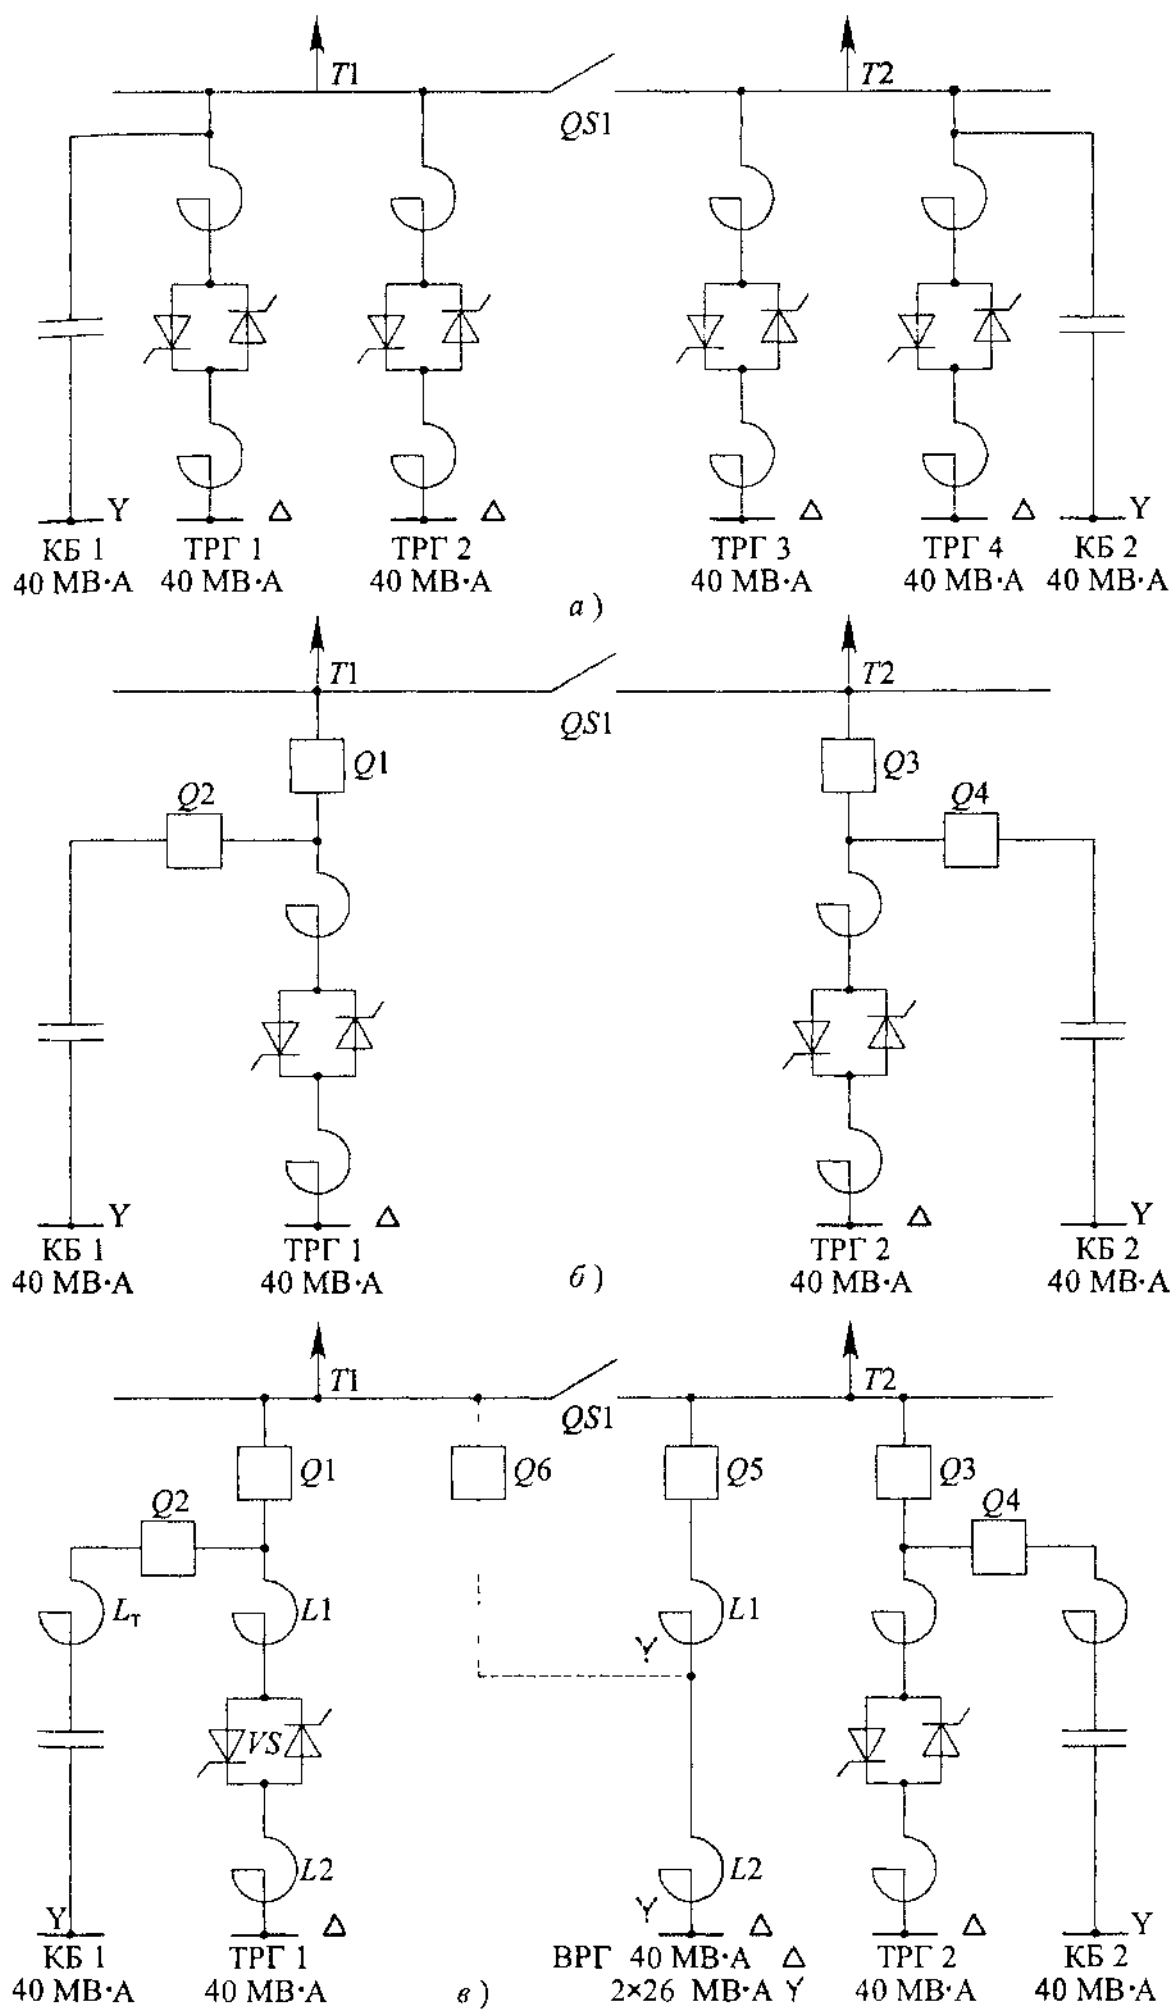 T1 T2
QS1
Y Δ Δ Δ Δ Y
КБ 1 ТРГ 1 ТРГ 2 ТРГ 3 ТРГ 4 КБ 2
40 МВ·А 40 МВ·А 40 МВ·А 40 МВ·А 40 МВ·А 40 МВ·А
а)
T1 T2
QS1
Q1 Q3
Q2 Q4
Y Δ Δ Y
КБ 1 ТРГ 1 ТРГ 2 КБ 2
40 МВ·А 40 МВ·А 40 МВ·А 40 МВ·А
б)
T1 T2
QS1
Q1 Q6 Q5 Q3
Q2 Q4
Lт L1 L1
Y
VS
L2 L2
Y
Y Δ Δ Δ Y
КБ 1 ТРГ 1 ВРГ 40 МВ·А Δ ТРГ 2 КБ 2
40 МВ·А 40 МВ·А 2×26 МВ·А Y 40 МВ·А 40 МВ·А
в)